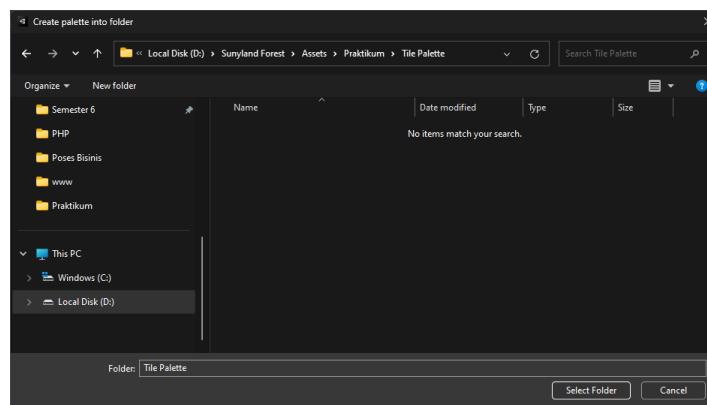 Create palette into folder
« Local Disk (D:) › Sunyland Forest › Assets › Praktikum › Tile Palette
Search Tile Palette
Organize New folder
Name Date modified Type Size
No items match your search.
Semester 6
PHP
Poses Bisinis
www
Praktikum
This PC
Windows (C:)
Local Disk (D:)
Folder: Tile Palette
Select Folder Cancel